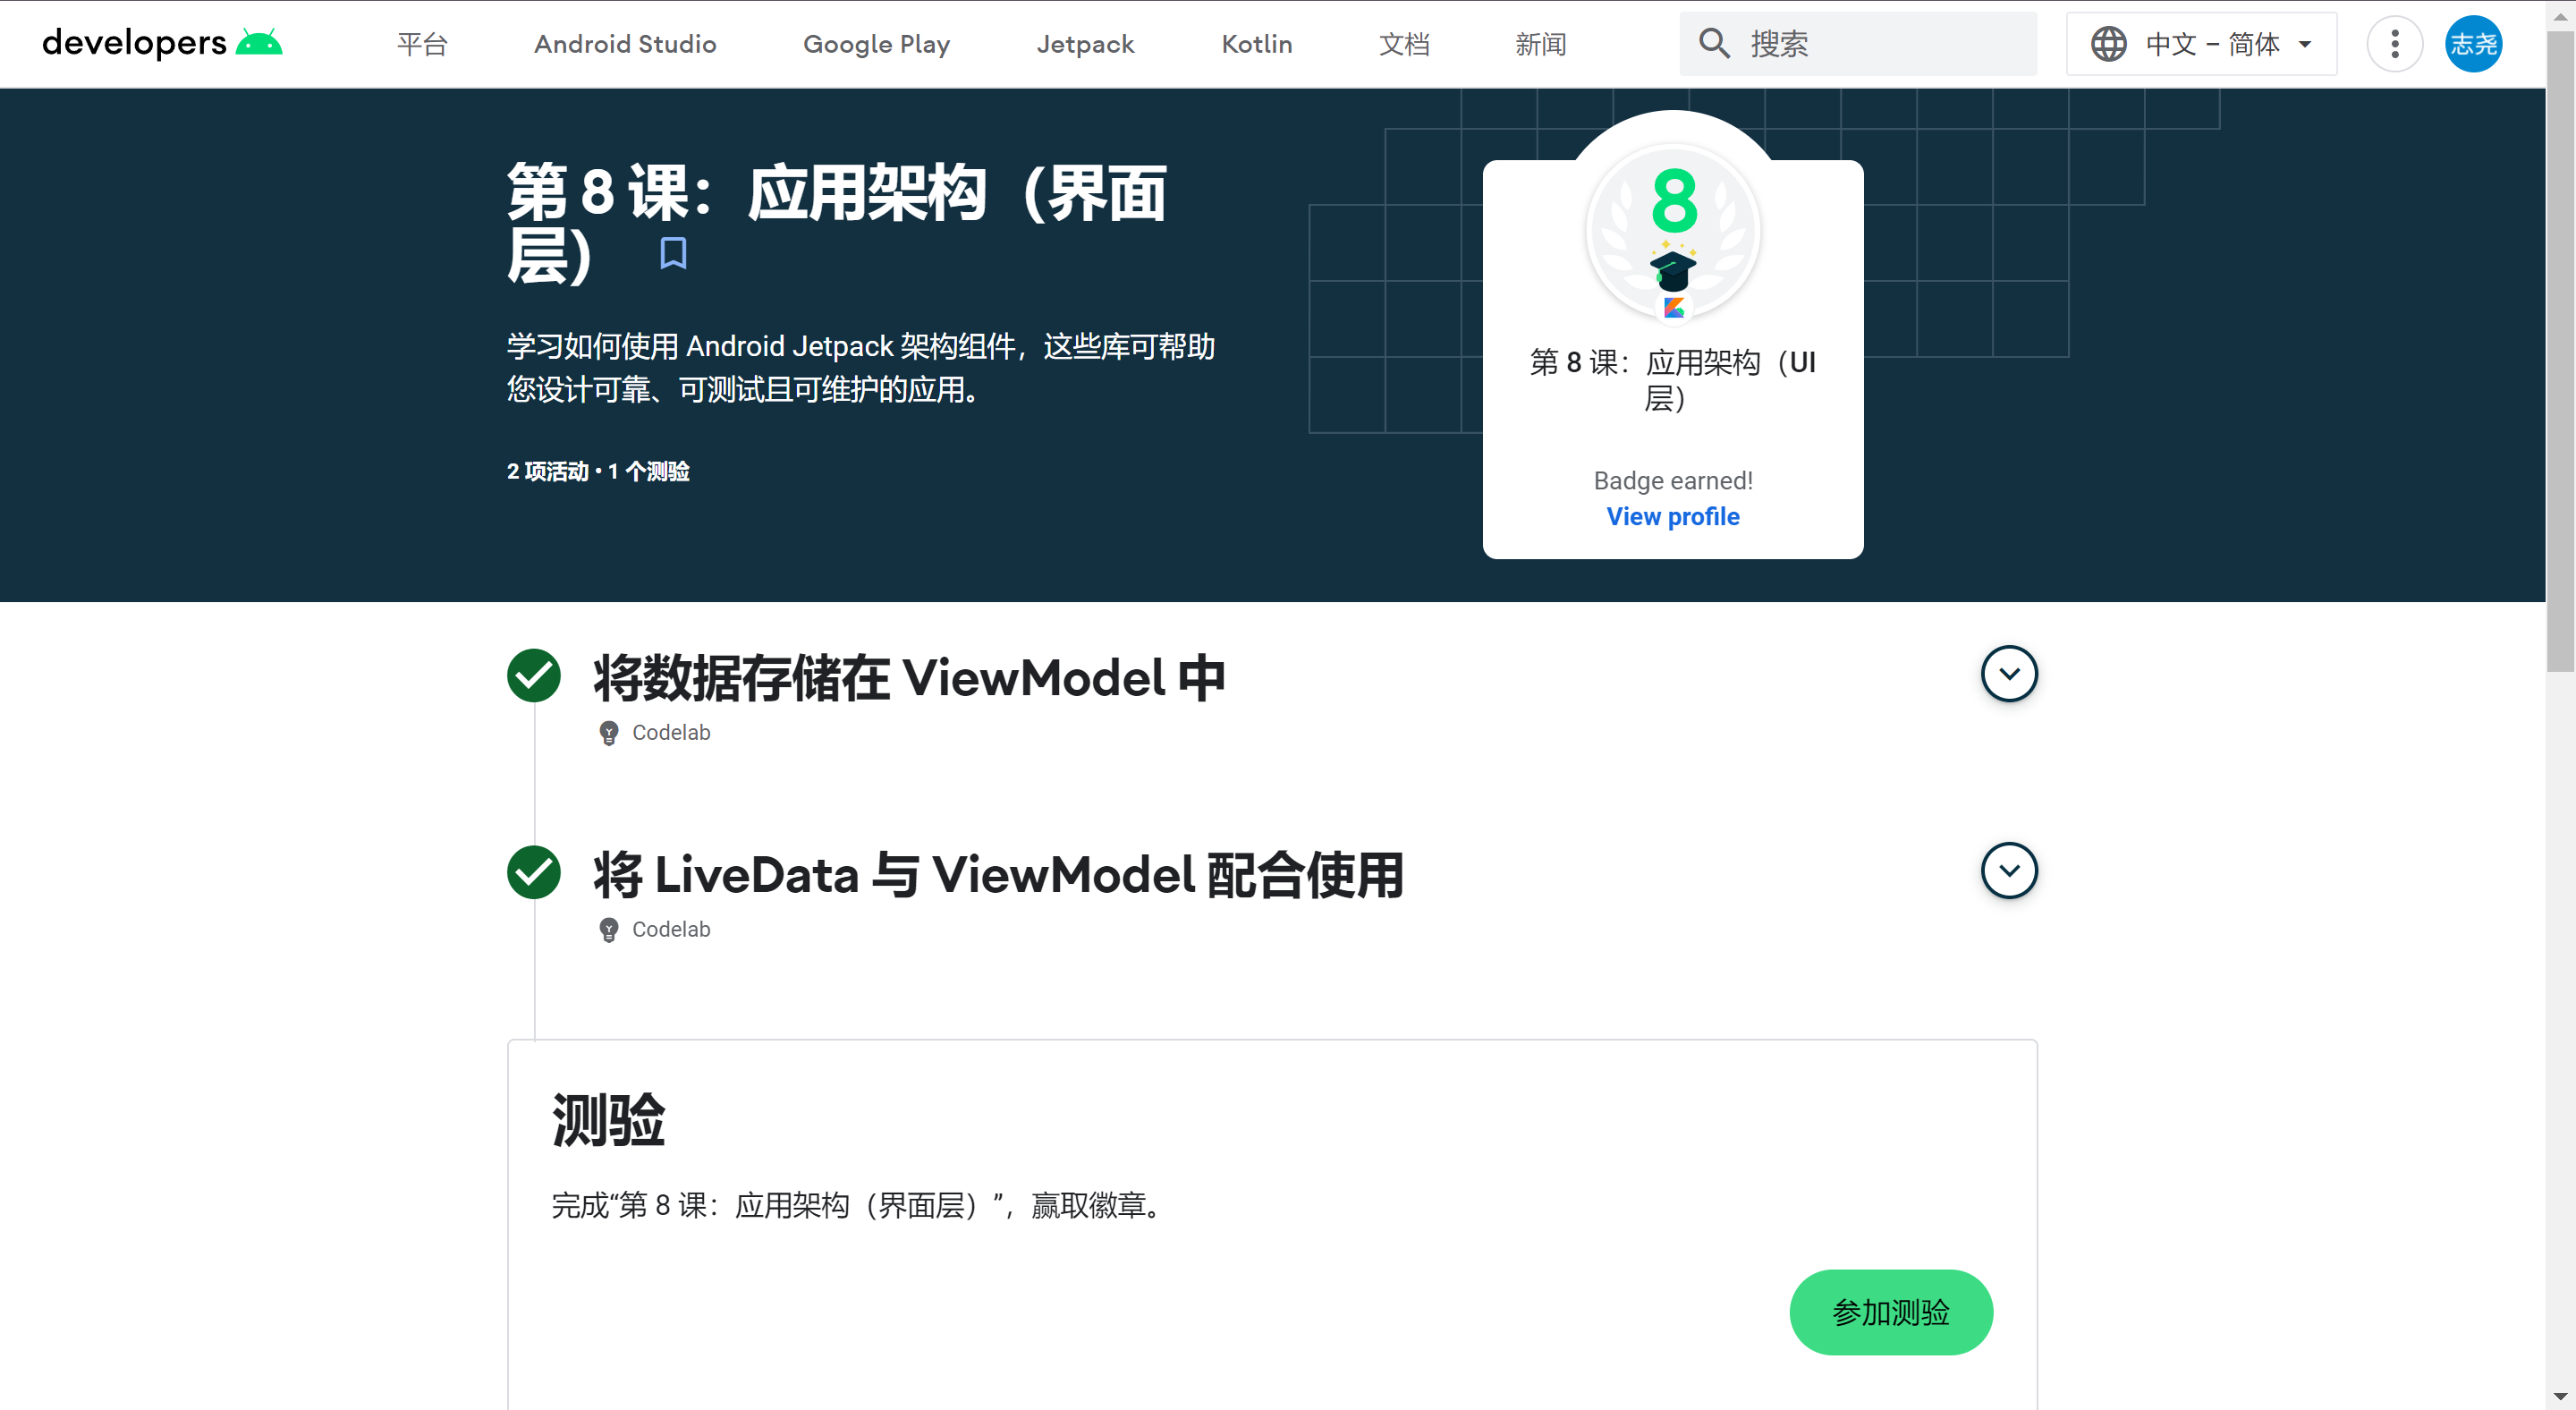 developers
平台
Android Studio
Google Play
Jetpack
Kotlin
文档
新闻
搜索
中文 – 简体
志尧
第 8 课：应用架构（界面
层）
学习如何使用 Android Jetpack 架构组件，这些库可帮助
您设计可靠、可测试且可维护的应用。
2 项活动 • 1 个测验
8
第 8 课：应用架构（UI
层）
Badge earned!
View profile
将数据存储在 ViewModel 中
Codelab
将 LiveData 与 ViewModel 配合使用
Codelab
测验
完成“第 8 课：应用架构（界面层）”，赢取徽章。
参加测验